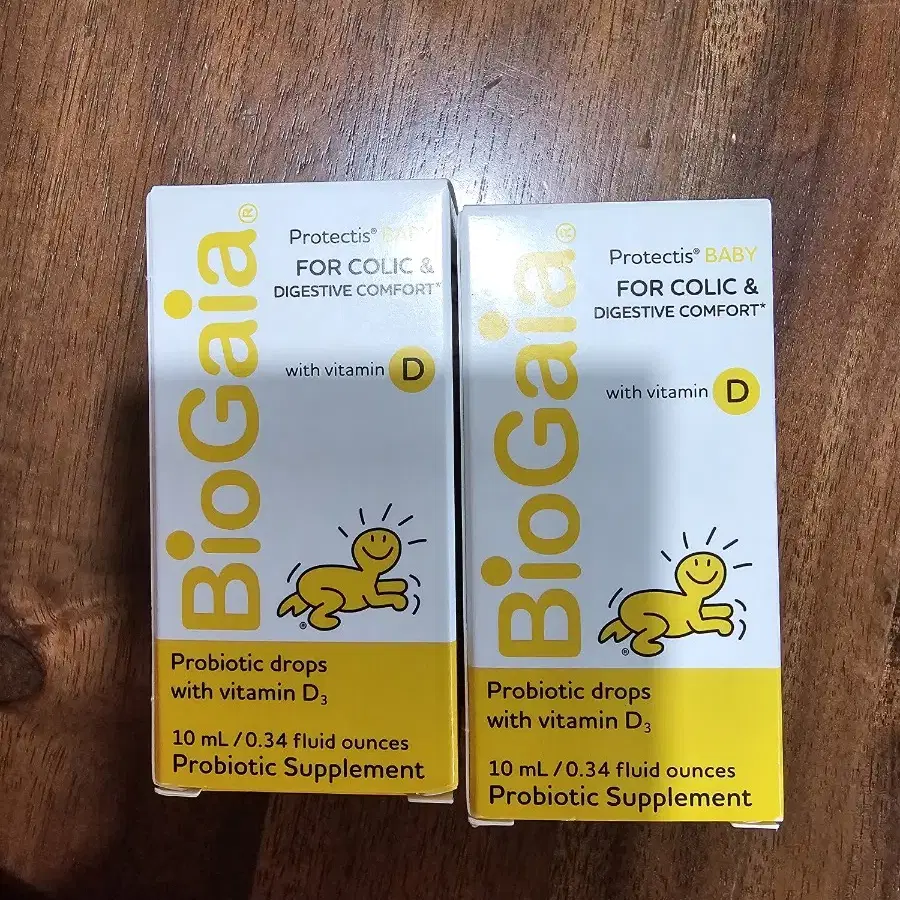 BioGaia®
Protectis® BABY
FOR COLIC &
DIGESTIVE COMFORT*
with vitamin D
®
Probiotic drops
with vitamin D₃
10 mL / 0.34 fluid ounces
Probiotic Supplement
BioGaia®
Protectis® BABY
FOR COLIC &
DIGESTIVE COMFORT*
with vitamin D
®
Probiotic drops
with vitamin D₃
10 mL / 0.34 fluid ounces
Probiotic Supplement